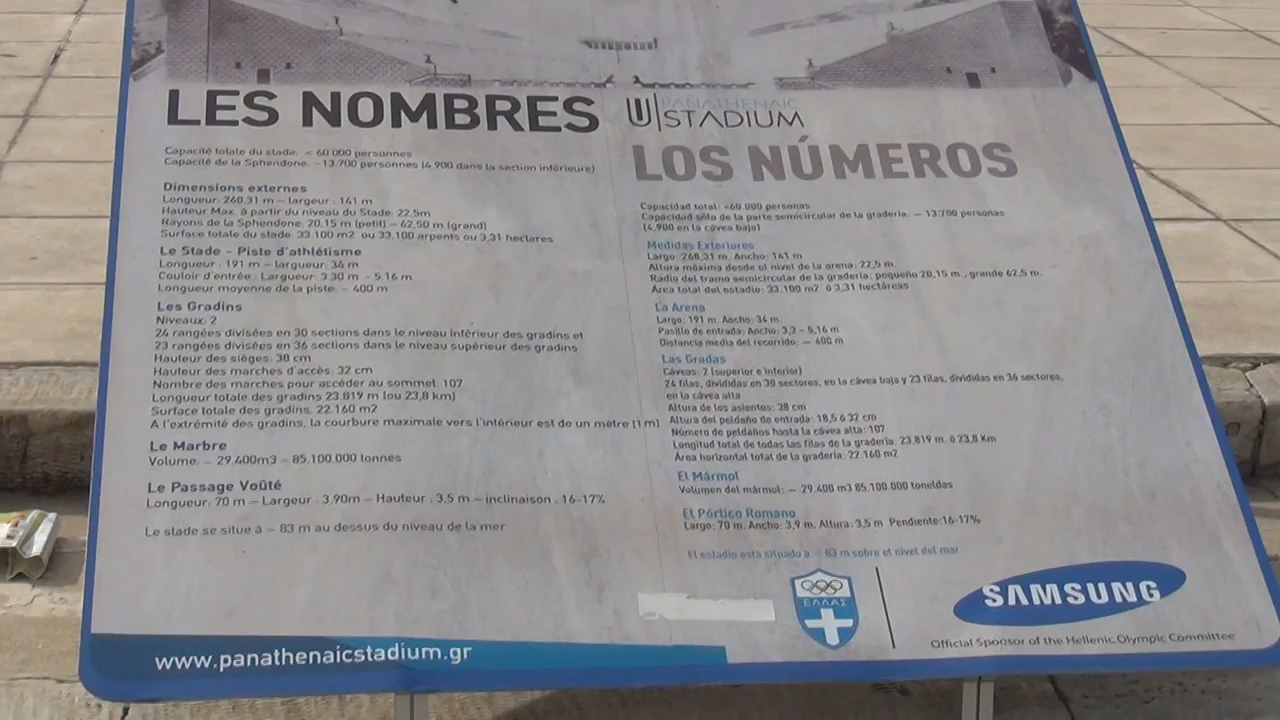 LES NOMBRES
Capacité totale du stade: ≃ 60.000 personnes
Capacité de la Sphendone: ~13.700 personnes (4.900 dans la section inférieure)
Dimensions externes
Longueur: 268,31 m – largeur: 141 m
Hauteur Max. à partir du niveau du Stade: 22.5m
Rayons de la Sphendone: 20,15 m (petit) – 62,50 m (grand)
Surface totale du stade: 33.100 m2 ou 33,100 arpents ou 3,31 hectares
Le Stade - Piste d'athlétisme
Longueur : 191 m – largeur: 34 m
Couloir d'entrée : Largueur: 3.30 m - 5.16 m
Longueur moyenne de la piste: ~ 400 m
Les Gradins
Niveaux: 2
24 rangées divisées en 30 sections dans le niveau inférieur des gradins et
23 rangées divisées en 36 sections dans le niveau supérieur des gradins
Hauteur des sièges: 38 cm
Hauteur des marches d'accès: 32 cm
Nombre des marches pour accéder au sommet: 107
Longueur totale des gradins 23.819 m (ou 23,8 km)
Surface totale des gradins: 22.160 m2
A l'extrémité des gradins, la courbure maximale vers l'intérieur est de un mètre (1 m)
Le Marbre
Volume: ≃ 29.400m3 = 85.100.000 tonnes
Le Passage Voûté
Longueur: 70 m – Largeur : 3,90m – Hauteur : 3,5 m – inclinaison : 16-17%
Le stade se situe à ~ 83 m au dessus du niveau de la mer
PANATHENAIC
STADIUM
LOS NÚMEROS
Capacidad total: ≃60.000 personas
Capacidad sólo de la parte semicircular de la gradería: ~ 13.700 personas
(4,900 en la cávea baja)
Medidas Exteriores
Largo: 268,31 m. Ancho: 141 m
Altura máxima desde el nivel de la arena: 22,5 m.
Radio del tramo semicircular de la gradería: pequeño 20,15 m., grande 62,5 m.
Área total del estadio: 33.100 m2 ó 3,31 hectáreas
La Arena
Largo: 191 m. Ancho: 34 m.
Pasillo de entrada: Ancho: 3,3 – 5,16 m
Distancia media del recorrido: ~ 400 m
Las Gradas
Cáveas: 2 (superior e inferior)
24 filas, divididas en 30 sectores, en la cávea baja y 23 filas, divididas en 36 sectores,
en la cávea alta
Altura de los asientos: 38 cm
Altura del peldaño de entrada: 18,5 ó 32 cm
Número de peldaños hasta la cávea alta: 107
Longitud total de todas las filas de la gradería: 23.819 m. ó 23,8 Km
Área horizontal total de la gradería: 22.160 m2
El Mármol
Volumen del mármol: ~ 29.400 m3 85.100.000 toneldas
El Pórtico Romano
Largo: 70 m. Ancho: 3,9 m. Altura: 3,5 m Pendiente:16-17%
El estadio está situado a ~ 83 m sobre el nivel del mar
ΕΛΛΑΣ
SAMSUNG
Official Sponsor of the Hellenic Olympic Committee
www.panathenaicstadium.gr